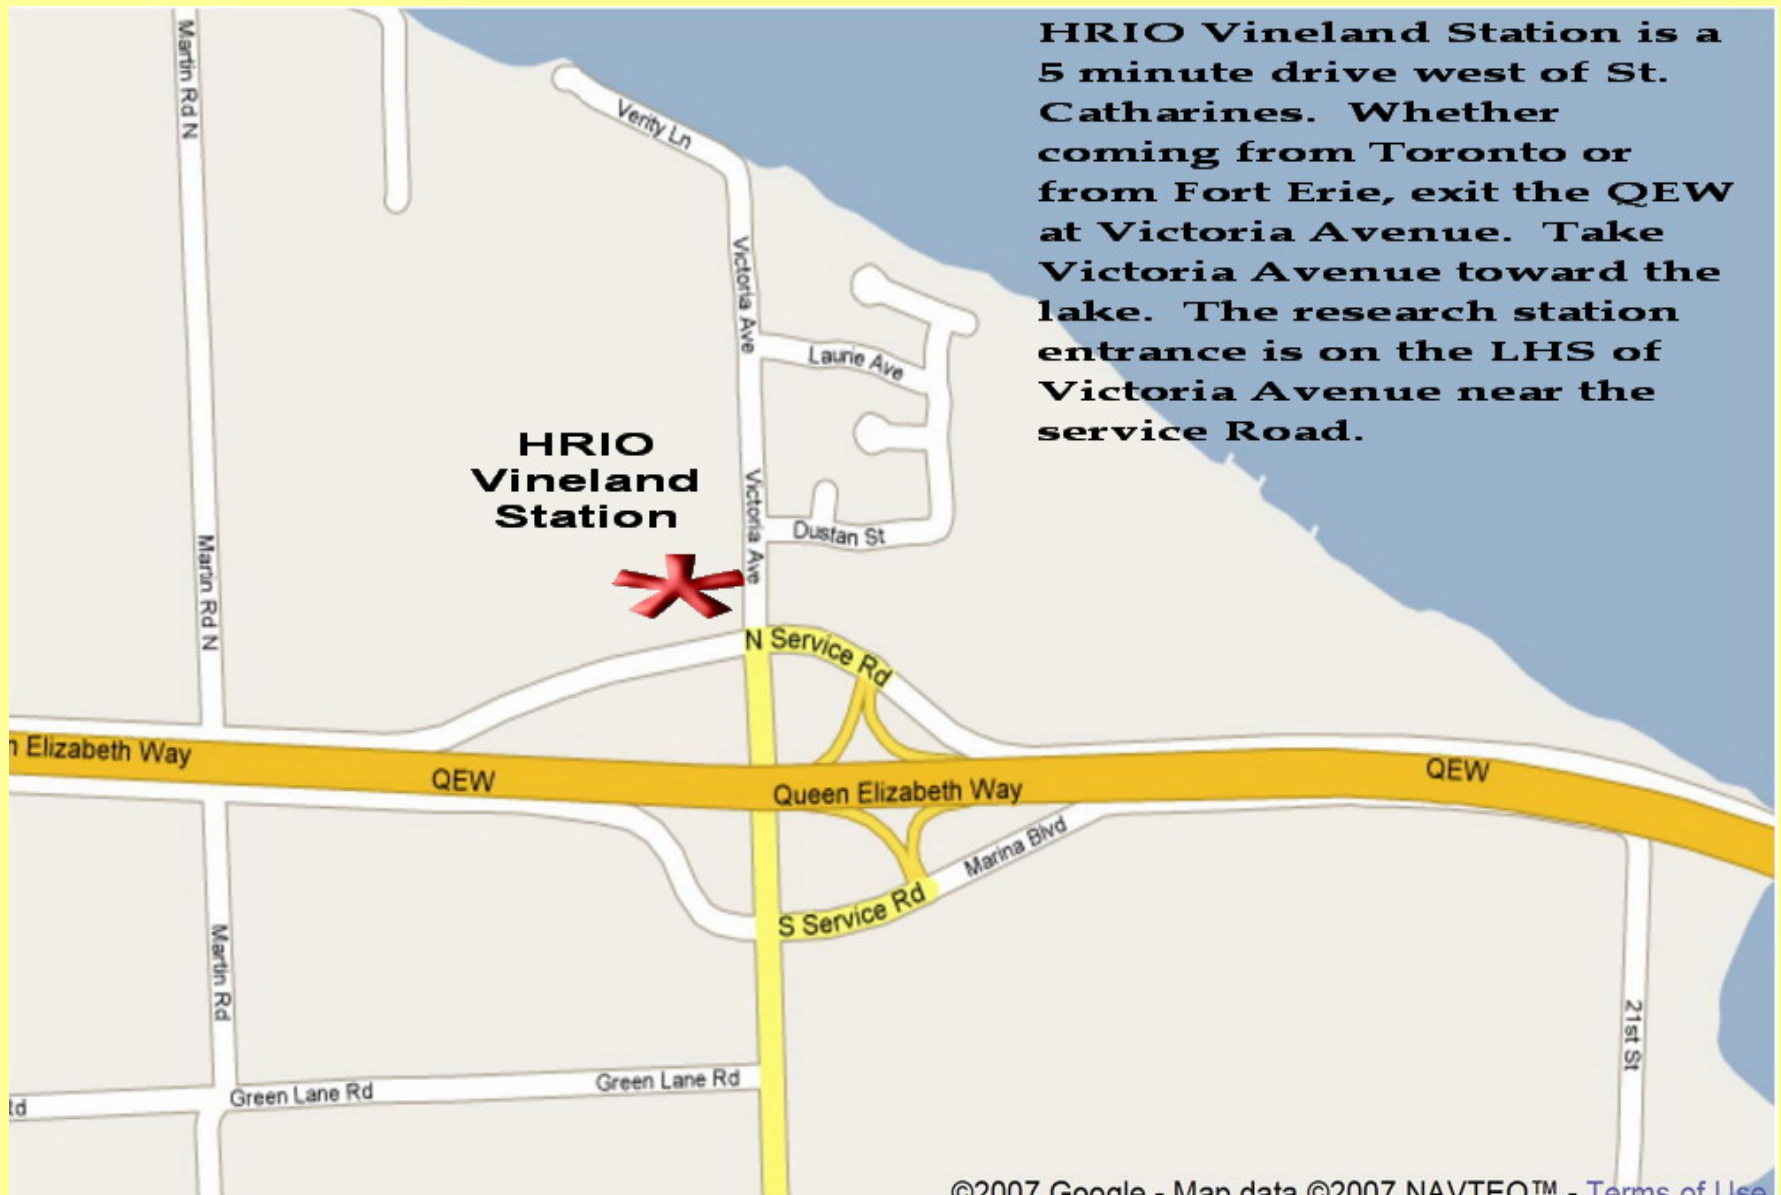 HRIO Vineland Station is a
5 minute drive west of St.
Catharines.  Whether
coming from Toronto or
from Fort Erie, exit the QEW
at Victoria Avenue.  Take
Victoria Avenue toward the
lake.  The research station
entrance is on the LHS of
Victoria Avenue near the
service Road.
Martin Rd N
Verity Ln
Victoria Ave
Laurie Ave
HRIO
Vineland
Station
Victoria Ave
Dustan St
Martin Rd N
N Service Rd
n Elizabeth Way
QEW
Queen Elizabeth Way
QEW
Marina Blvd
S Service Rd
Martin Rd
21st St
Green Lane Rd
Green Lane Rd
Rd
©2007 Google - Map data ©2007 NAVTEQ™ - Terms of Use